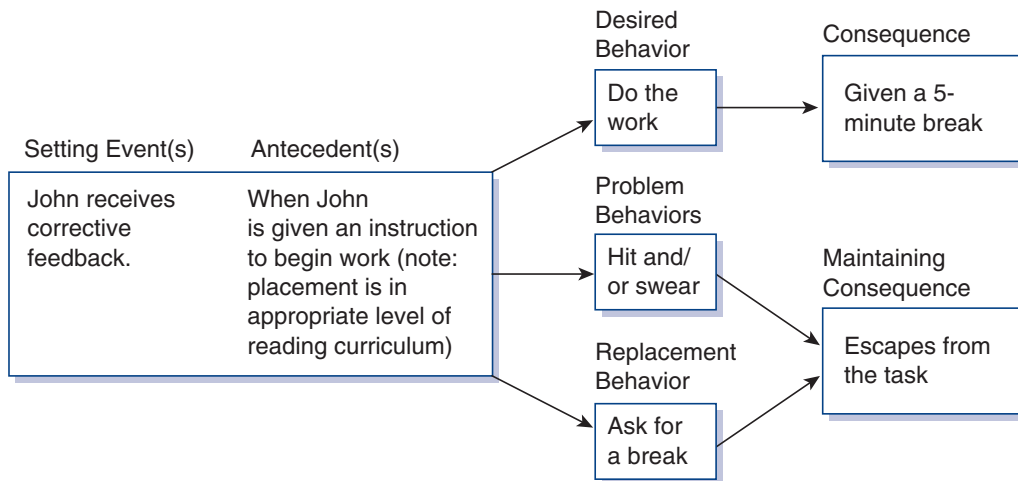 Setting Event(s)
John receives
corrective
feedback.
Antecedent(s)
When John
is given an instruction
to begin work (note:
placement is in
appropriate level of
reading curriculum)
Desired
Behavior
Do the
work
Consequence
Given a 5-
minute break
Problem
Behaviors
Hit and/
or swear
Replacement
Behavior
Ask for
a break
Maintaining
Consequence
Escapes from
the task